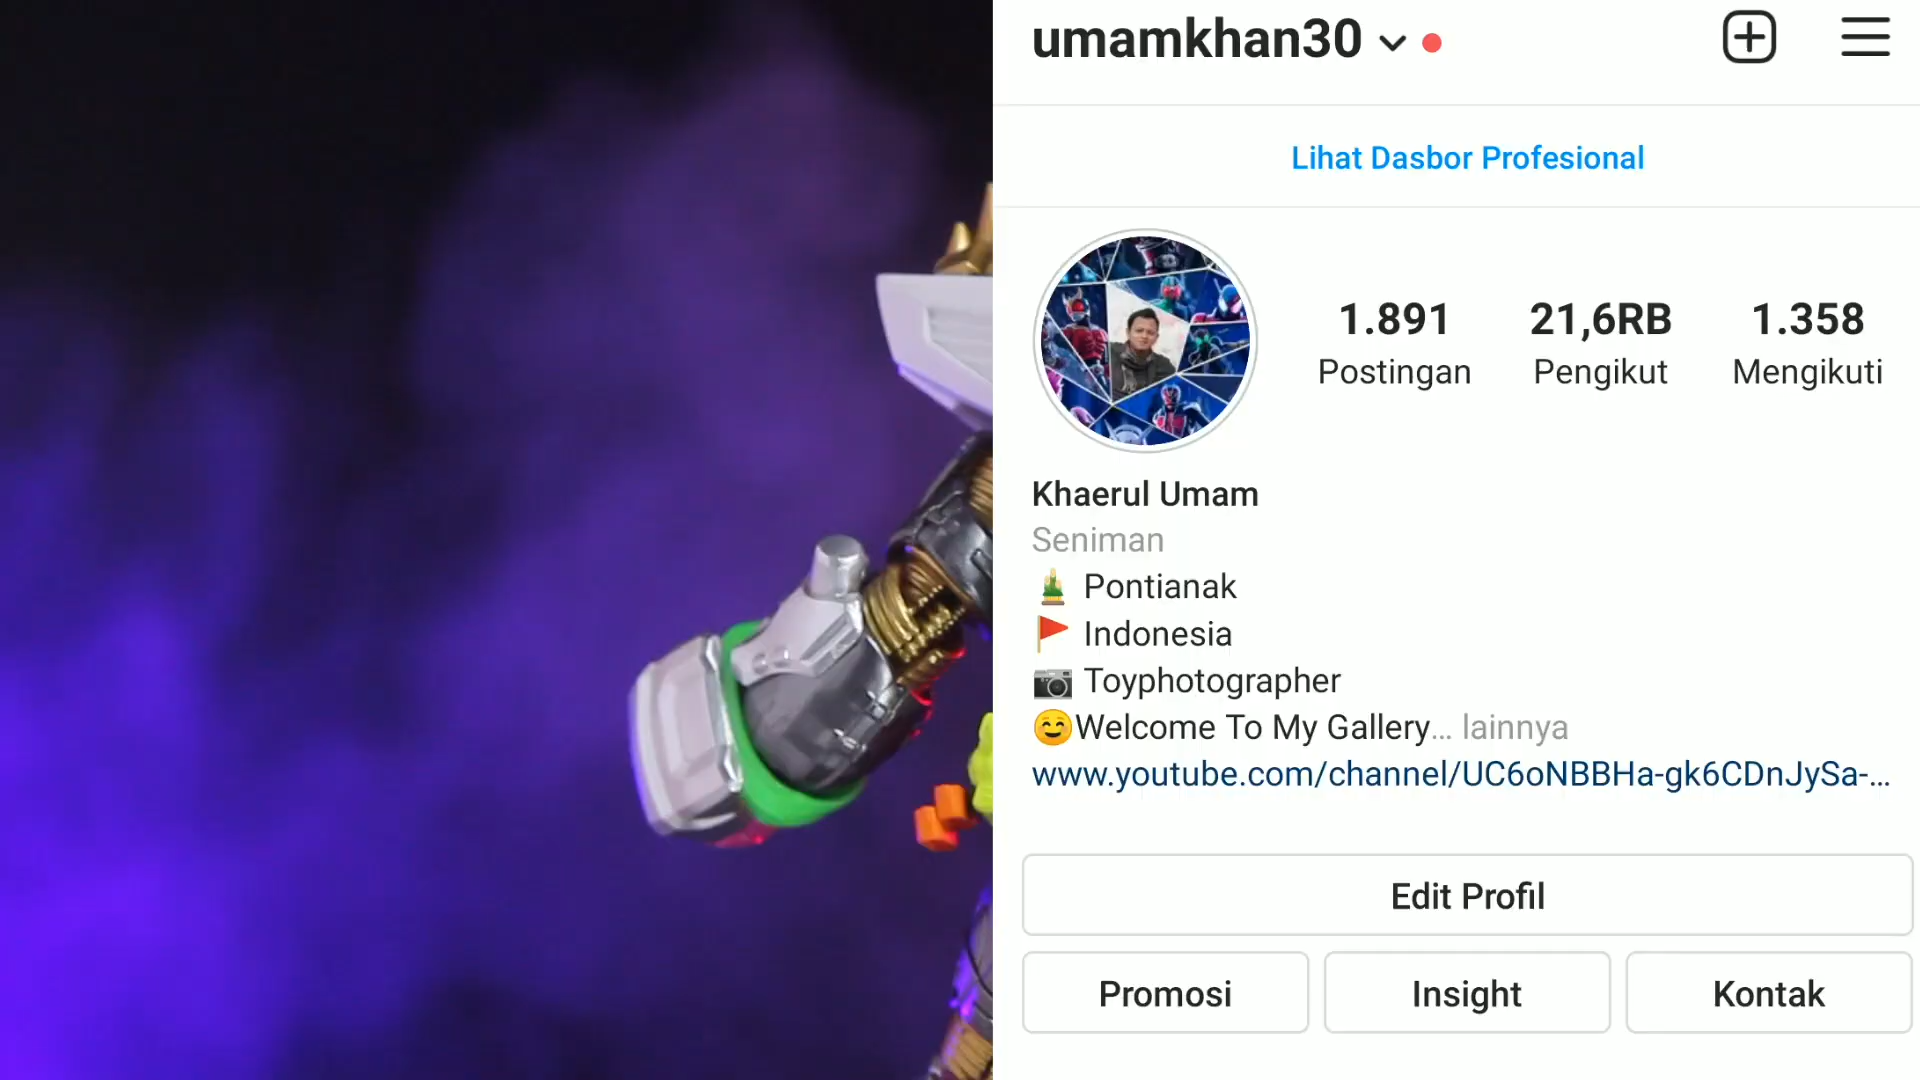 umamkhan30
Lihat Dasbor Profesional
1.891 21,6RB 1.358
Postingan Pengikut Mengikuti
Khaerul Umam
Seniman
Pontianak
Indonesia
Toyphotographer
Welcome To My Gallery... lainnya
www.youtube.com/channel/UC6oNBBHa-gk6CDnJySa-...
Edit Profil
Promosi Insight Kontak